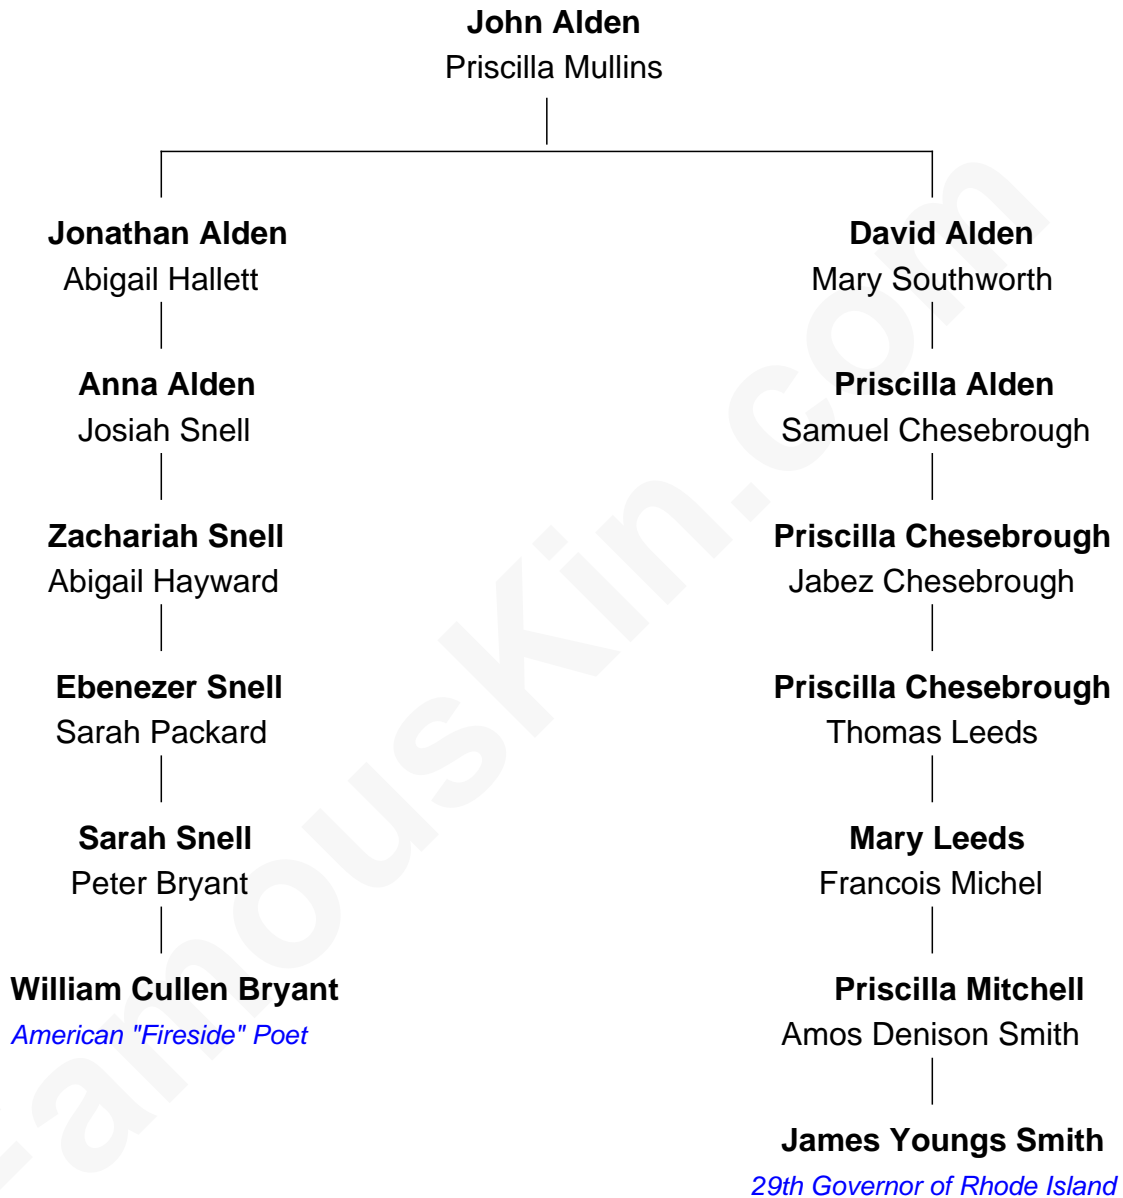 John Alden
Priscilla Mullins
Jonathan Alden
Abigail Hallett
David Alden
Mary Southworth
Anna Alden
Josiah Snell
Priscilla Alden
Samuel Chesebrough
Zachariah Snell
Abigail Hayward
Priscilla Chesebrough
Jabez Chesebrough
Ebenezer Snell
Sarah Packard
Priscilla Chesebrough
Thomas Leeds
Sarah Snell
Peter Bryant
Mary Leeds
Francois Michel
William Cullen Bryant
American "Fireside" Poet
Priscilla Mitchell
Amos Denison Smith
James Youngs Smith
29th Governor of Rhode Island
FamousKin.com